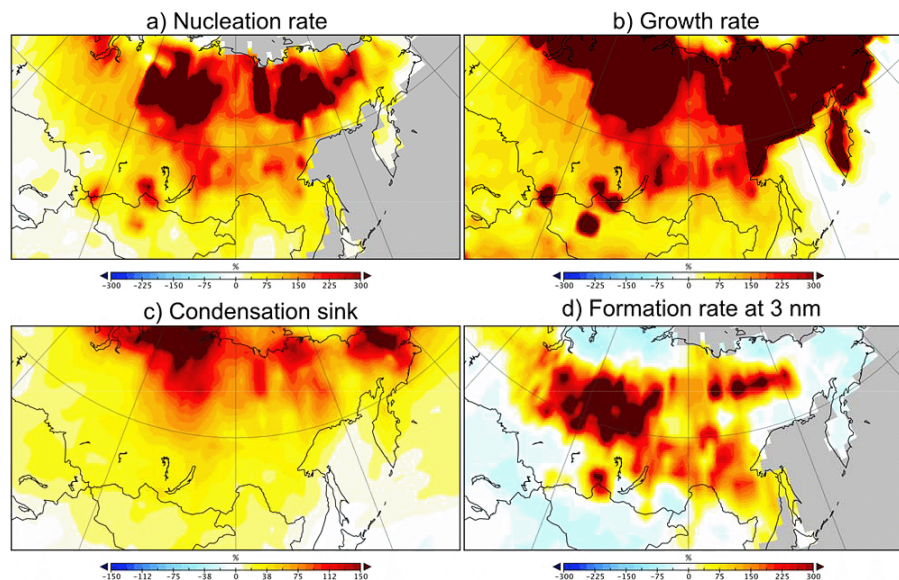 a) Nucleation rate
b) Growth rate
%
-300 -225 -150 -75 0 75 150 225 300
%
-300 -225 -150 -75 0 75 150 225 300
c) Condensation sink
d) Formation rate at 3 nm
%
-150 -112 -75 -38 0 38 75 112 150
%
-300 -225 -150 -75 0 75 150 225 300